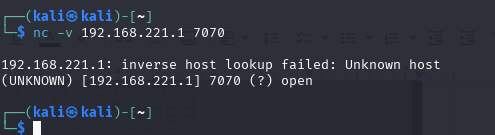 ┌──(kali㉿kali)-[~]
└─$ nc -v 192.168.221.1 7070
192.168.221.1: inverse host lookup failed: Unknown host
(UNKNOWN) [192.168.221.1] 7070 (?) open
┌──(kali㉿kali)-[~]
└─$